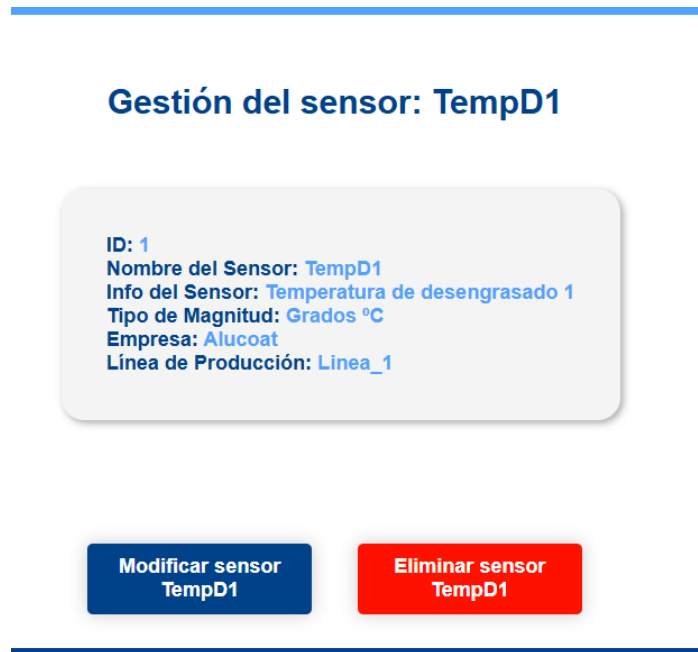 Gestión del sensor: TempD1
ID: 1
Nombre del Sensor: TempD1
Info del Sensor: Temperatura de desengrasado 1
Tipo de Magnitud: Grados ºC
Empresa: Alucoat
Línea de Producción: Linea_1
Modificar sensor
TempD1
Eliminar sensor
TempD1